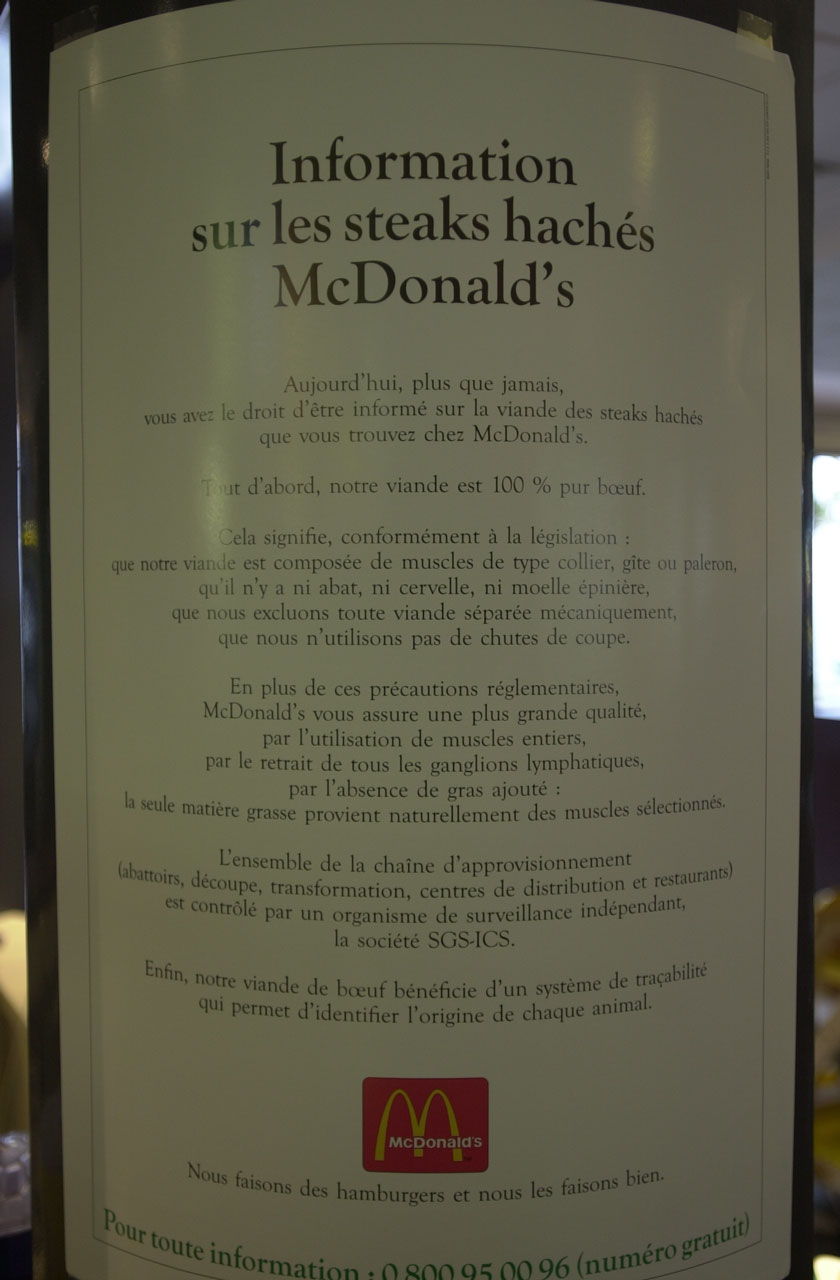 Information
sur les steaks hachés
McDonald's
Aujourd'hui, plus que jamais,
vous avez le droit d'être informé sur la viande des steaks hachés
que vous trouvez chez McDonald's.
Tout d'abord, notre viande est 100 % pur bœuf.
Cela signifie, conformément à la législation :
que notre viande est composée de muscles de type collier, gîte ou paleron,
qu'il n'y a ni abat, ni cervelle, ni moelle épinière,
que nous excluons toute viande séparée mécaniquement,
que nous n'utilisons pas de chutes de coupe.
En plus de ces précautions réglementaires,
McDonald's vous assure une plus grande qualité,
par l'utilisation de muscles entiers,
par le retrait de tous les ganglions lymphatiques,
par l'absence de gras ajouté :
la seule matière grasse provient naturellement des muscles sélectionnés.
L'ensemble de la chaîne d'approvisionnement
(abattoirs, découpe, transformation, centres de distribution et restaurants)
est contrôlé par un organisme de surveillance indépendant,
la société SGS-ICS.
Enfin, notre viande de bœuf bénéficie d'un système de traçabilité
qui permet d'identifier l'origine de chaque animal.
McDonald's
Nous faisons des hamburgers et nous les faisons bien.
Pour toute information : 0 800 95 00 96 (numéro gratuit)